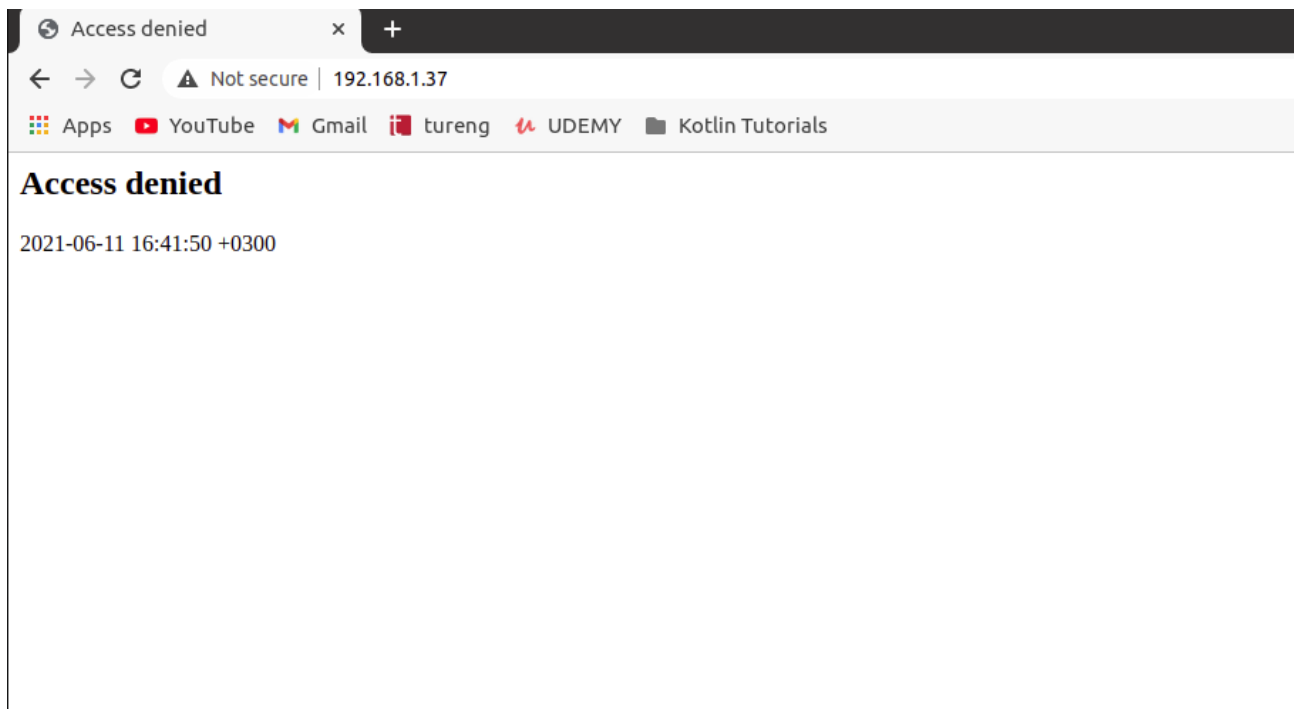 Access denied
Not secure 192.168.1.37
Apps YouTube Gmail tureng UDEMY Kotlin Tutorials
Access denied
2021-06-11 16:41:50 +0300